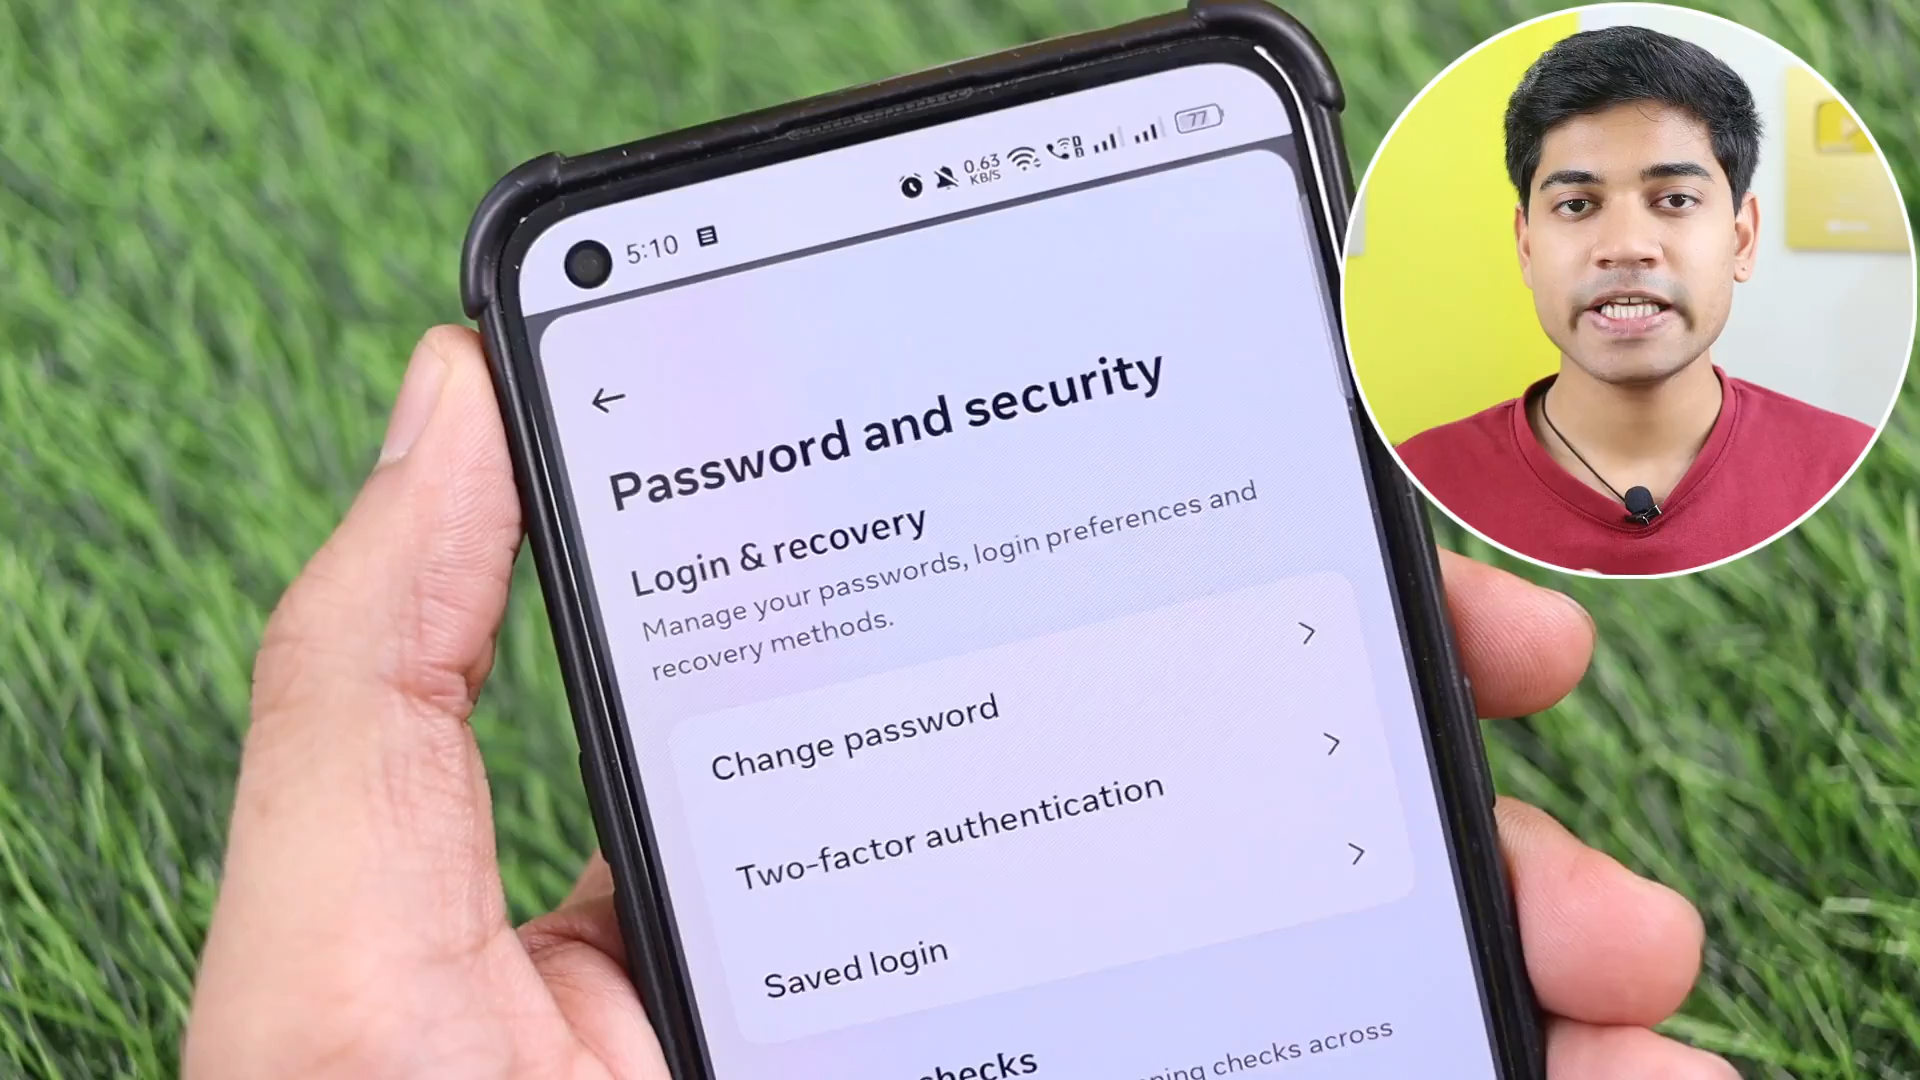 5:10
0.63
KB/S
77
Password and security
Login & recovery
Manage your passwords, login preferences and
recovery methods.
Change password
Two-factor authentication
Saved login
checks
checks across